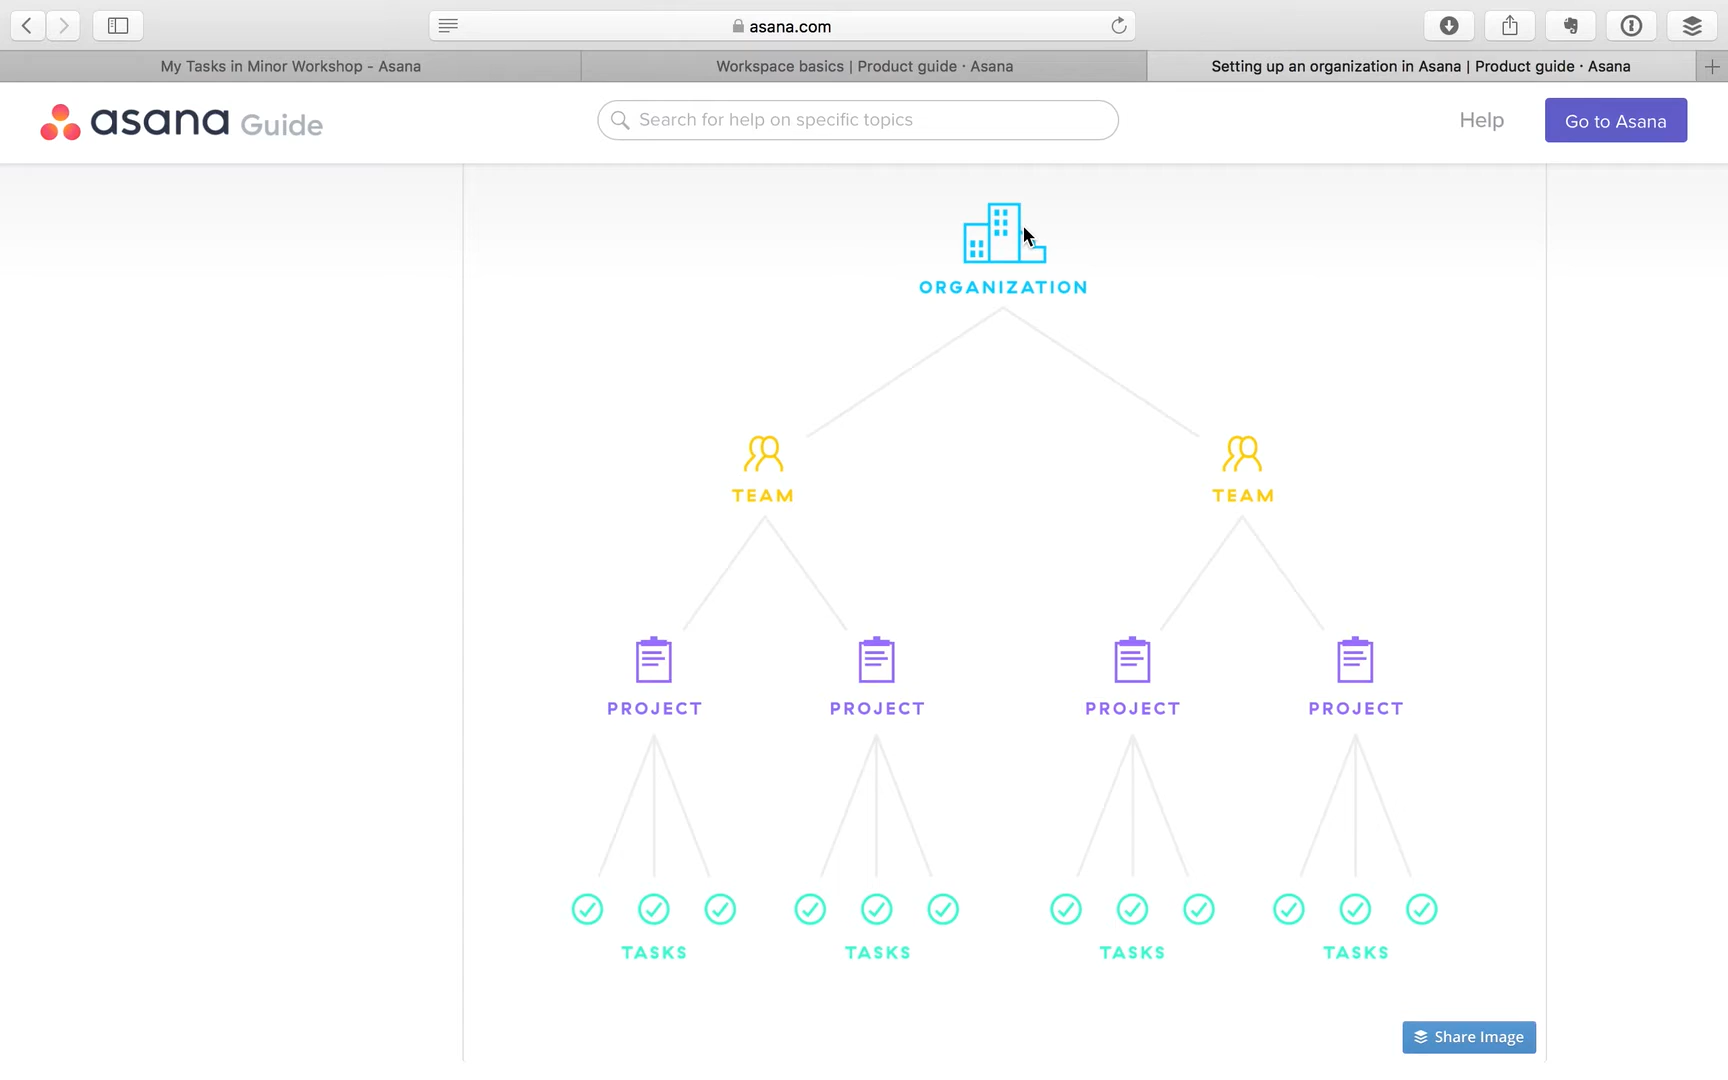 asana.com
My Tasks in Minor Workshop - Asana
Workspace basics | Product guide · Asana
Setting up an organization in Asana | Product guide · Asana
asana Guide
Search for help on specific topics
Help
Go to Asana
ORGANIZATION
TEAM TEAM
PROJECT PROJECT PROJECT PROJECT
TASKS TASKS TASKS TASKS
Share Image